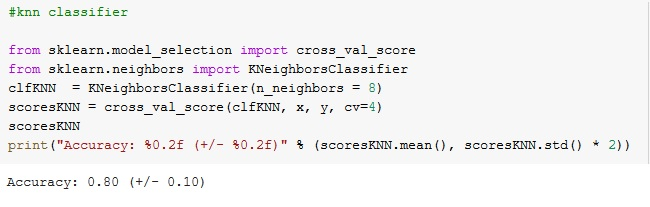 #knn classifier
from sklearn.model_selection import cross_val_score
from sklearn.neighbors import KNeighborsClassifier
clfKNN  = KNeighborsClassifier(n_neighbors = 8)
scoresKNN = cross_val_score(clfKNN, x, y, cv=4)
scoresKNN
print("Accuracy: %0.2f (+/- %0.2f)" % (scoresKNN.mean(), scoresKNN.std() * 2))
Accuracy: 0.80 (+/- 0.10)